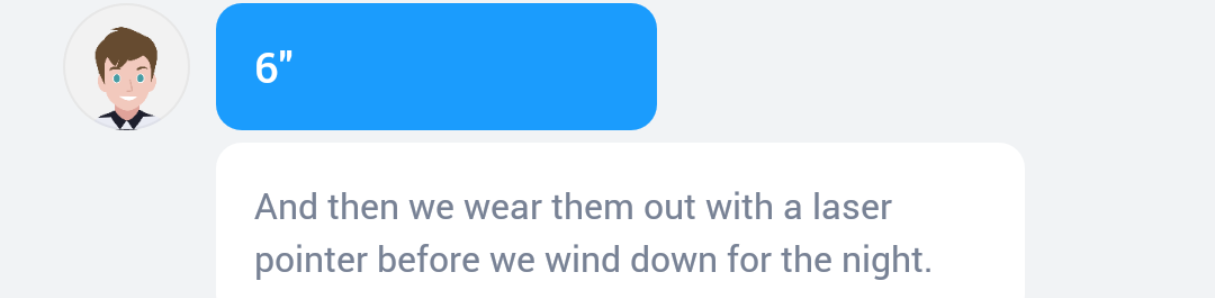 6"
And then we wear them out with a laser
pointer before we wind down for the night.